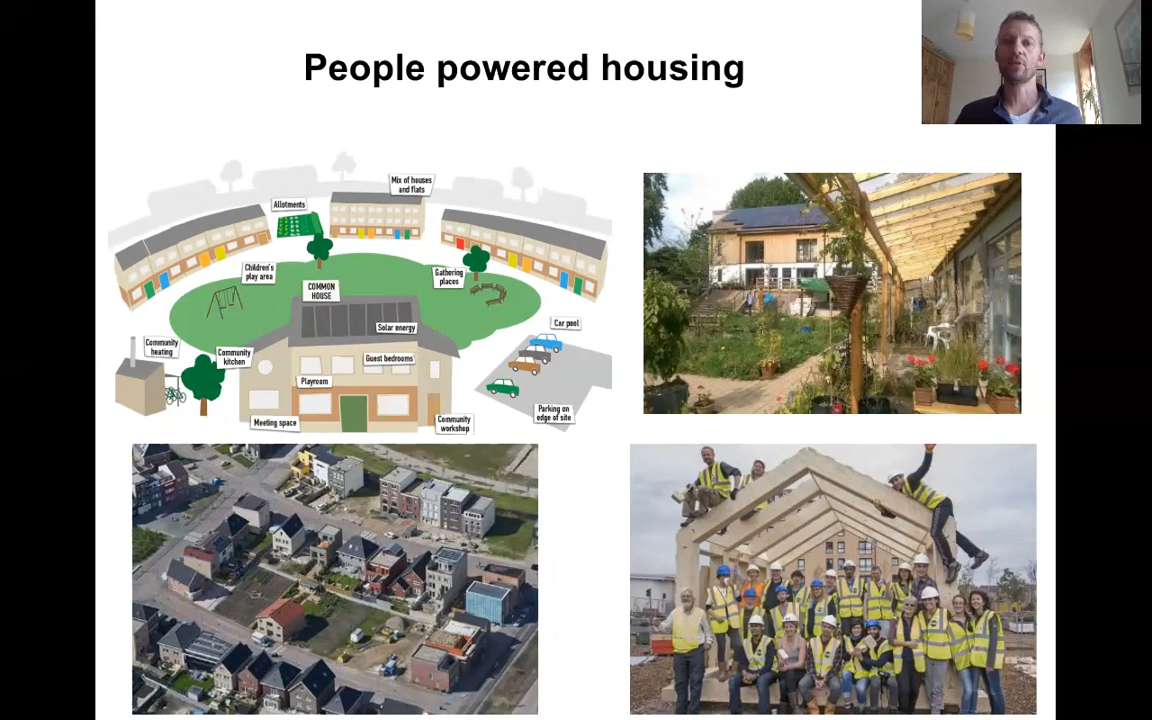 People powered housing
Mix of houses
and flats
Allotments
Children's
play area
Gathering
places
COMMON
HOUSE
Solar energy
Car pool
Community
heating
Community
kitchen
Guest bedrooms
Playroom
Meeting space
Community
workshop
Parking on
edge of site